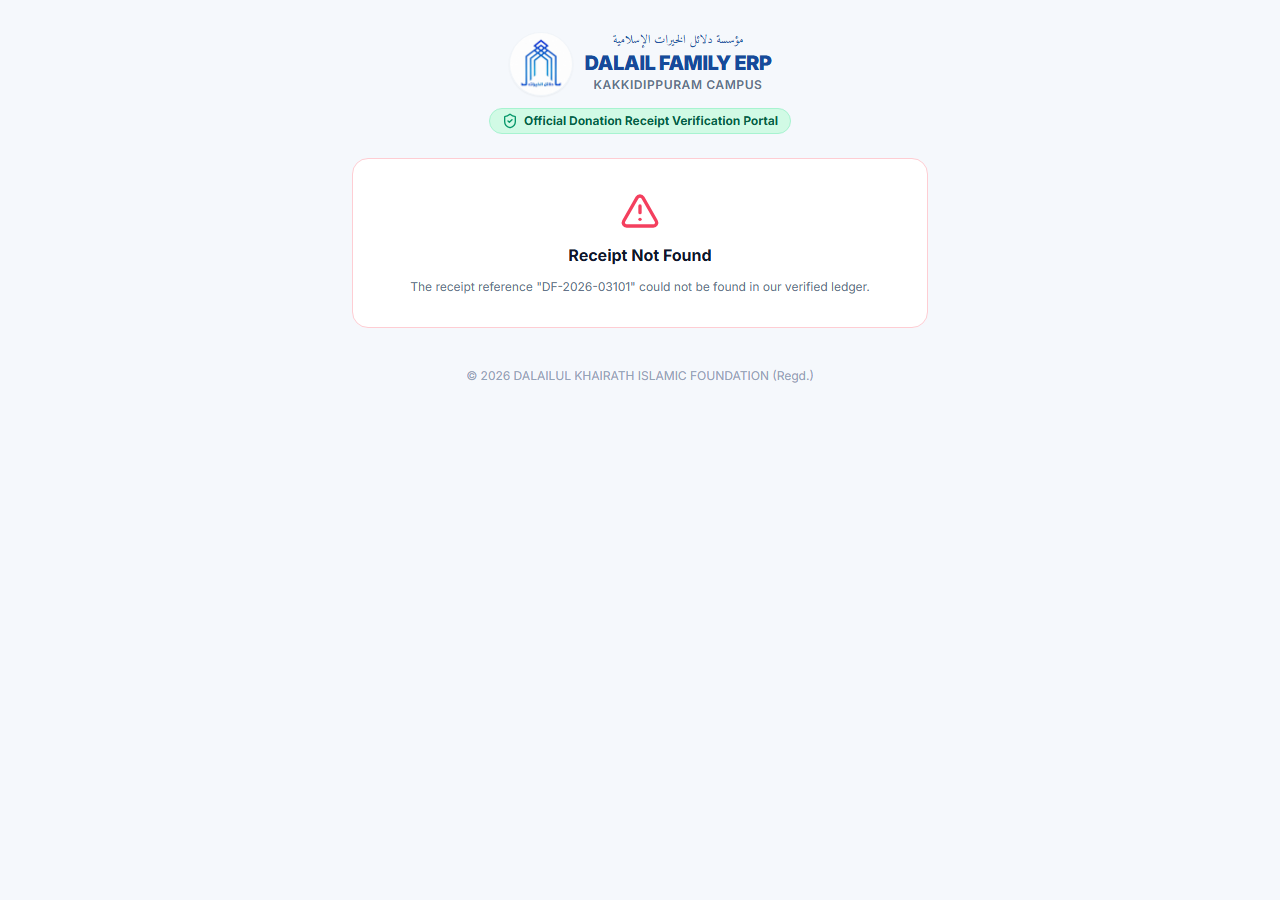 مؤسسة دلائل الخيرات الإسلامية
DALAIL FAMILY ERP
KAKKIDIPPURAM CAMPUS
Official Donation Receipt Verification Portal
Receipt Not Found
The receipt reference "DF-2026-03101" could not be found in our verified ledger.
© 2026 DALAILUL KHAIRATH ISLAMIC FOUNDATION (Regd.)